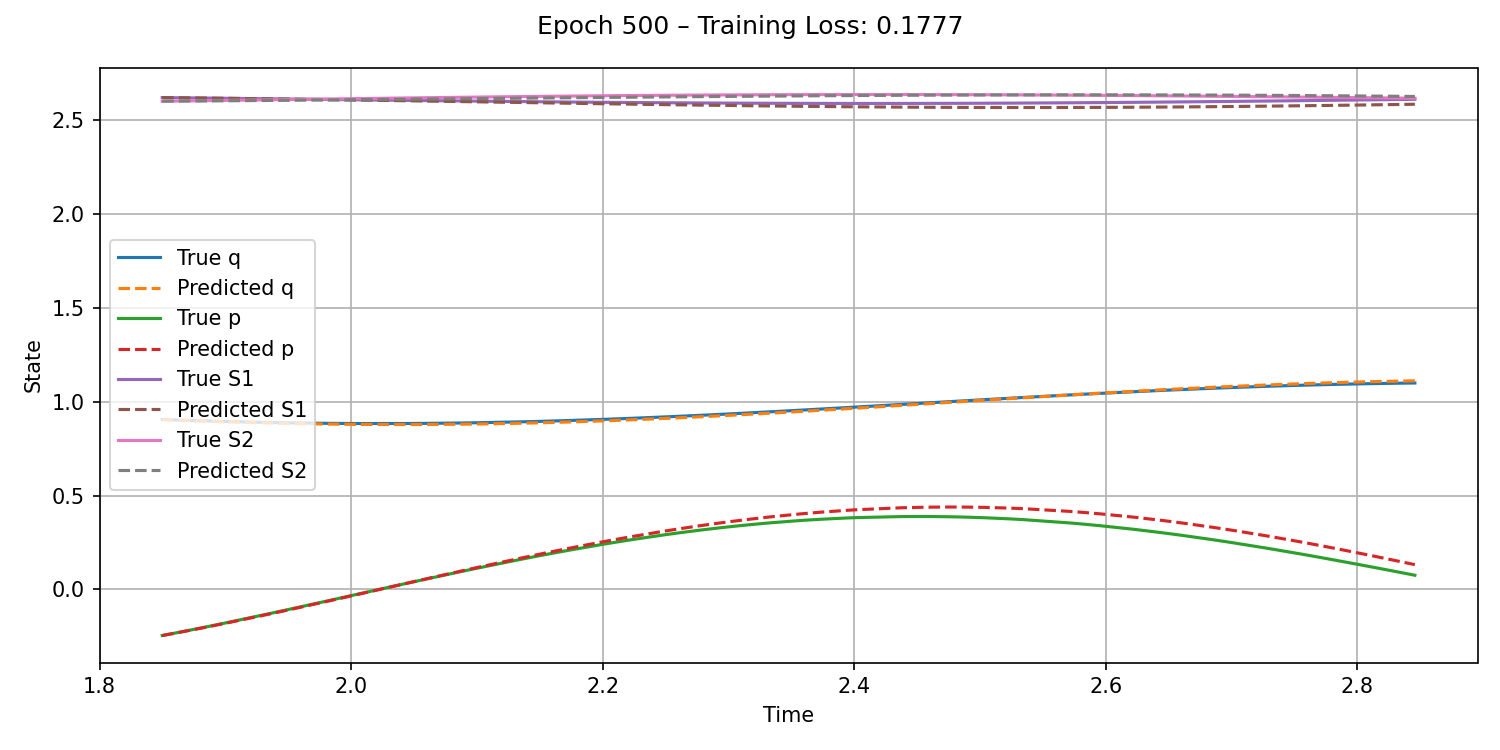 Epoch 500 – Training Loss: 0.1777
State
2.5
2.0
1.5
1.0
0.5
0.0
True q
Predicted q
True p
Predicted p
True S1
Predicted S1
True S2
Predicted S2
1.8 2.0 2.2 2.4 2.6 2.8
Time